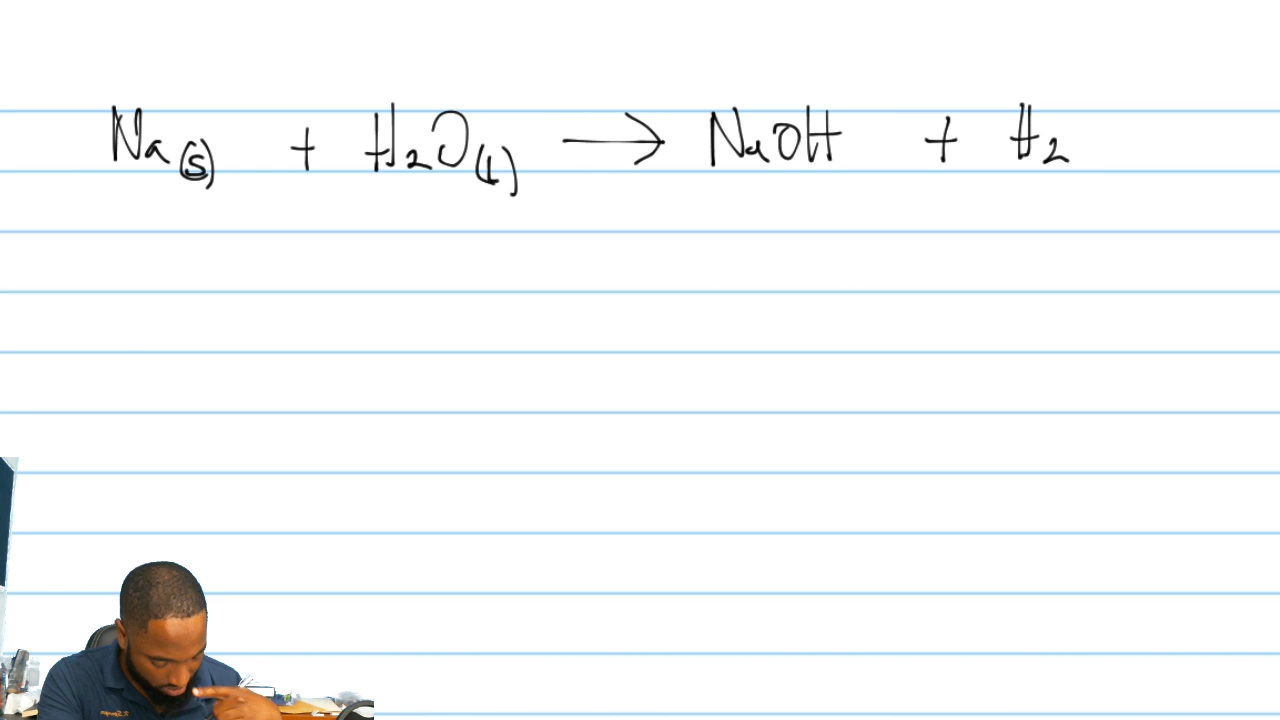 Na(s) + H₂O(l) ⟶ NaOH + H₂